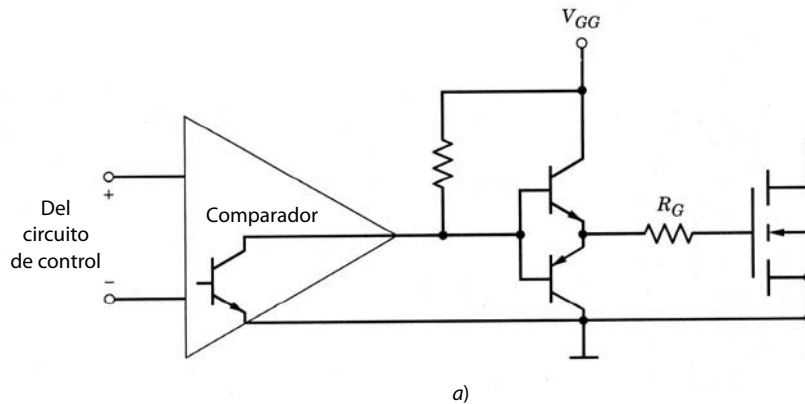 V_GG
Comparador
+
Del
circuito
de control
−
R_G
a)